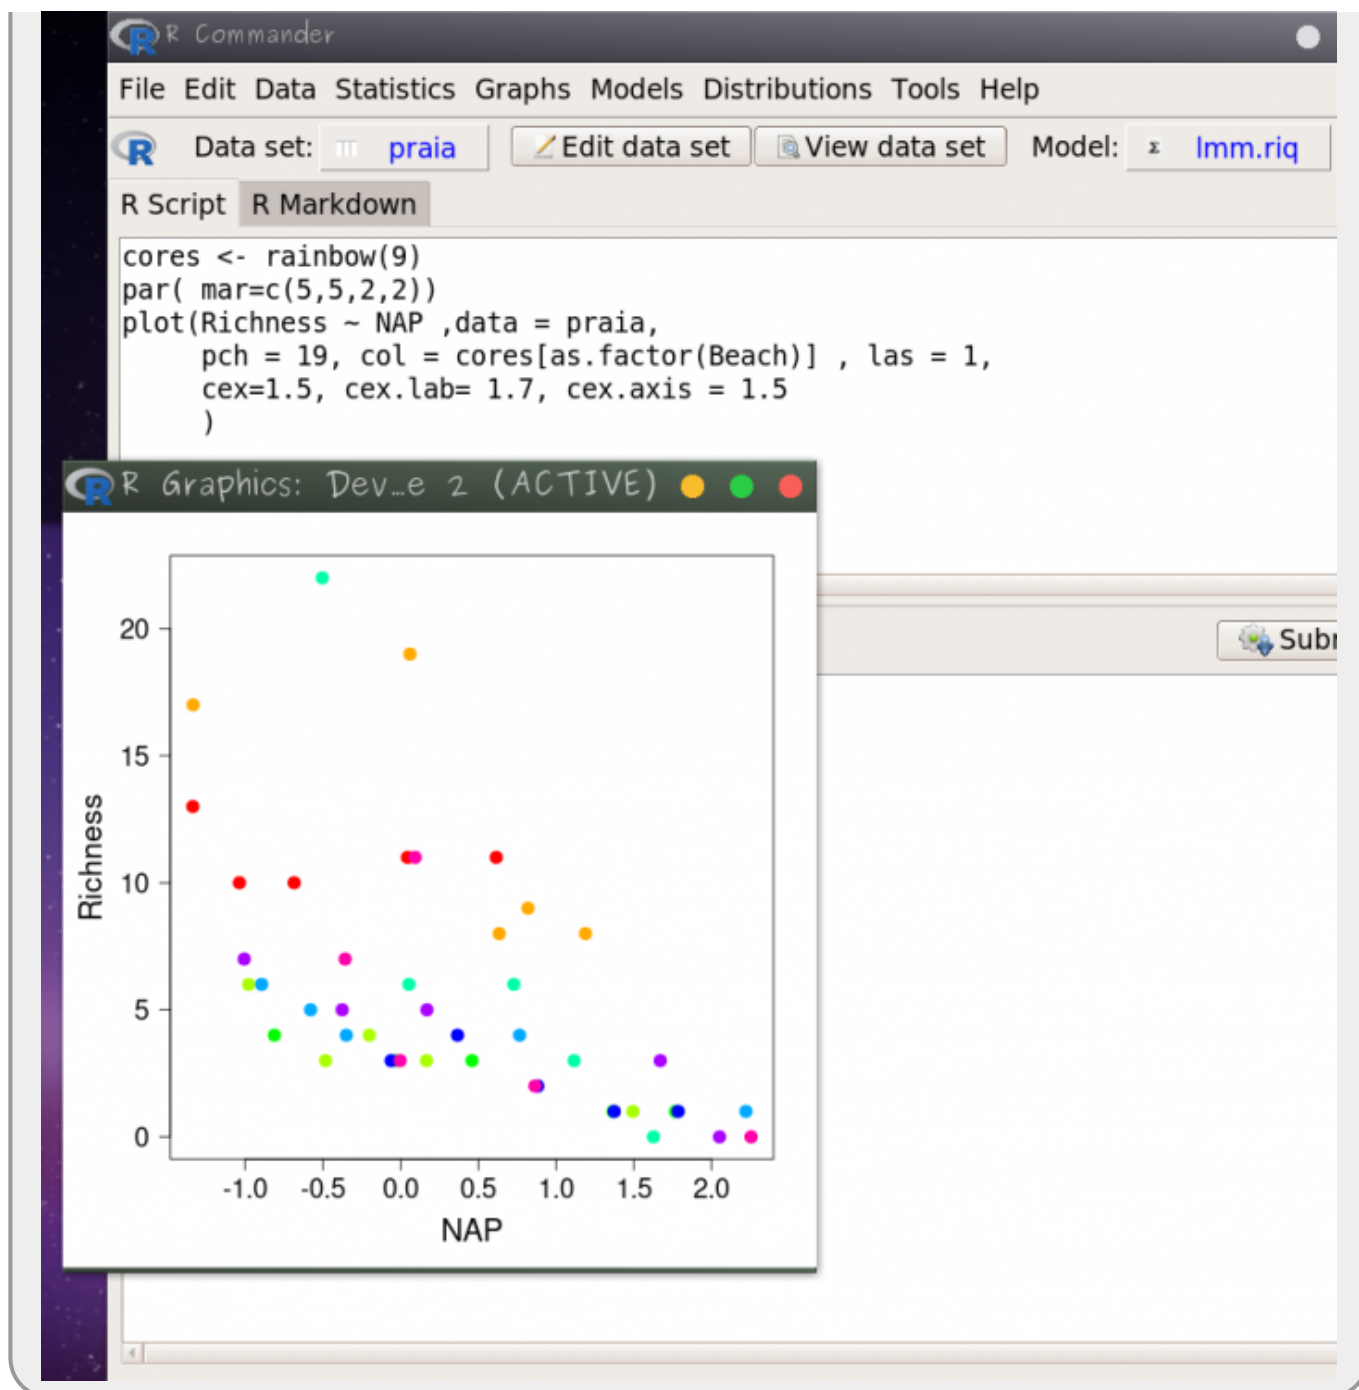 R Commander
File Edit Data Statistics Graphs Models Distributions Tools Help
Data set: praia Edit data set View data set Model: Σ lmm.riq
R Script R Markdown
cores <- rainbow(9)
par( mar=c(5,5,2,2))
plot(Richness ~ NAP ,data = praia,
pch = 19, col = cores[as.factor(Beach)] , las = 1,
cex=1.5, cex.lab= 1.7, cex.axis = 1.5
)
R Graphics: Dev...e 2 (ACTIVE)
20
15
10
5
0
Richness
-1.0 -0.5 0.0 0.5 1.0 1.5 2.0
NAP